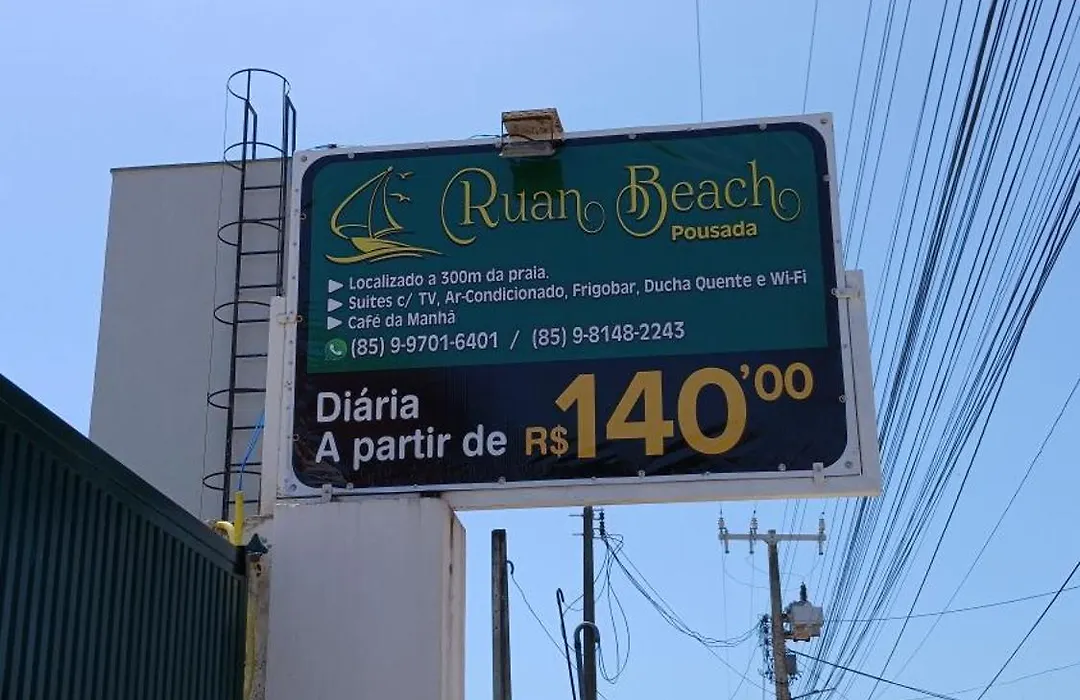 Ruan Beach
Pousada
Localizado a 300m da praia.
Suites c/ TV, Ar-Condicionado, Frigobar, Ducha Quente e Wi-Fi
Café da Manhã
(85) 9-9701-6401 / (85) 9-8148-2243
Diária
A partir de R$140'00